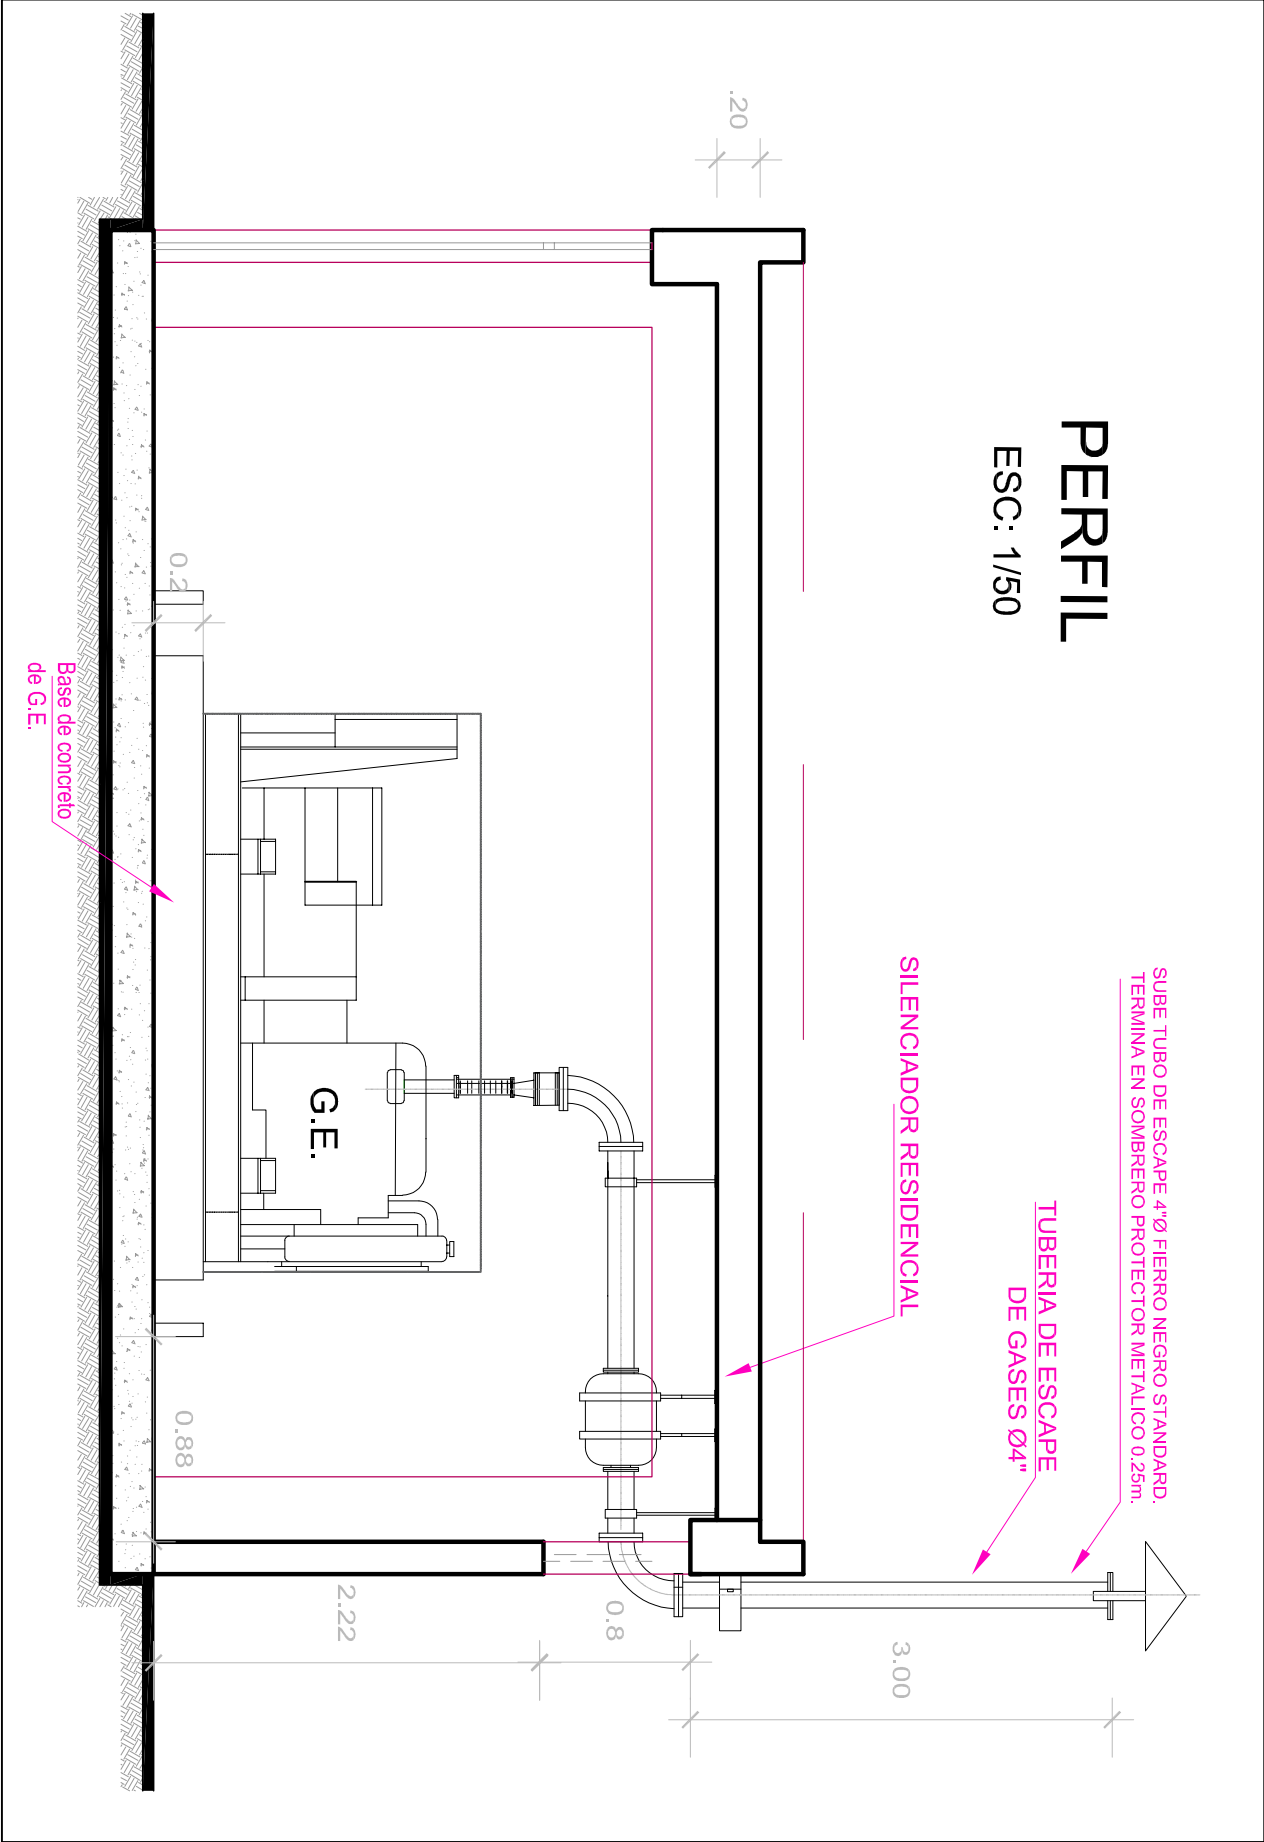 PERFIL
ESC: 1/50
SUBE TUBO DE ESCAPE 4"Ø FIERRO NEGRO STANDARD.
TERMINA EN SOMBRERO PROTECTOR METALICO 0.25m.
TUBERIA DE ESCAPE
DE GASES Ø4"
SILENCIADOR RESIDENCIAL
.20
3.00
0.8
2.22
G.E.
0.2
0.88
Base de concreto
de G.E.